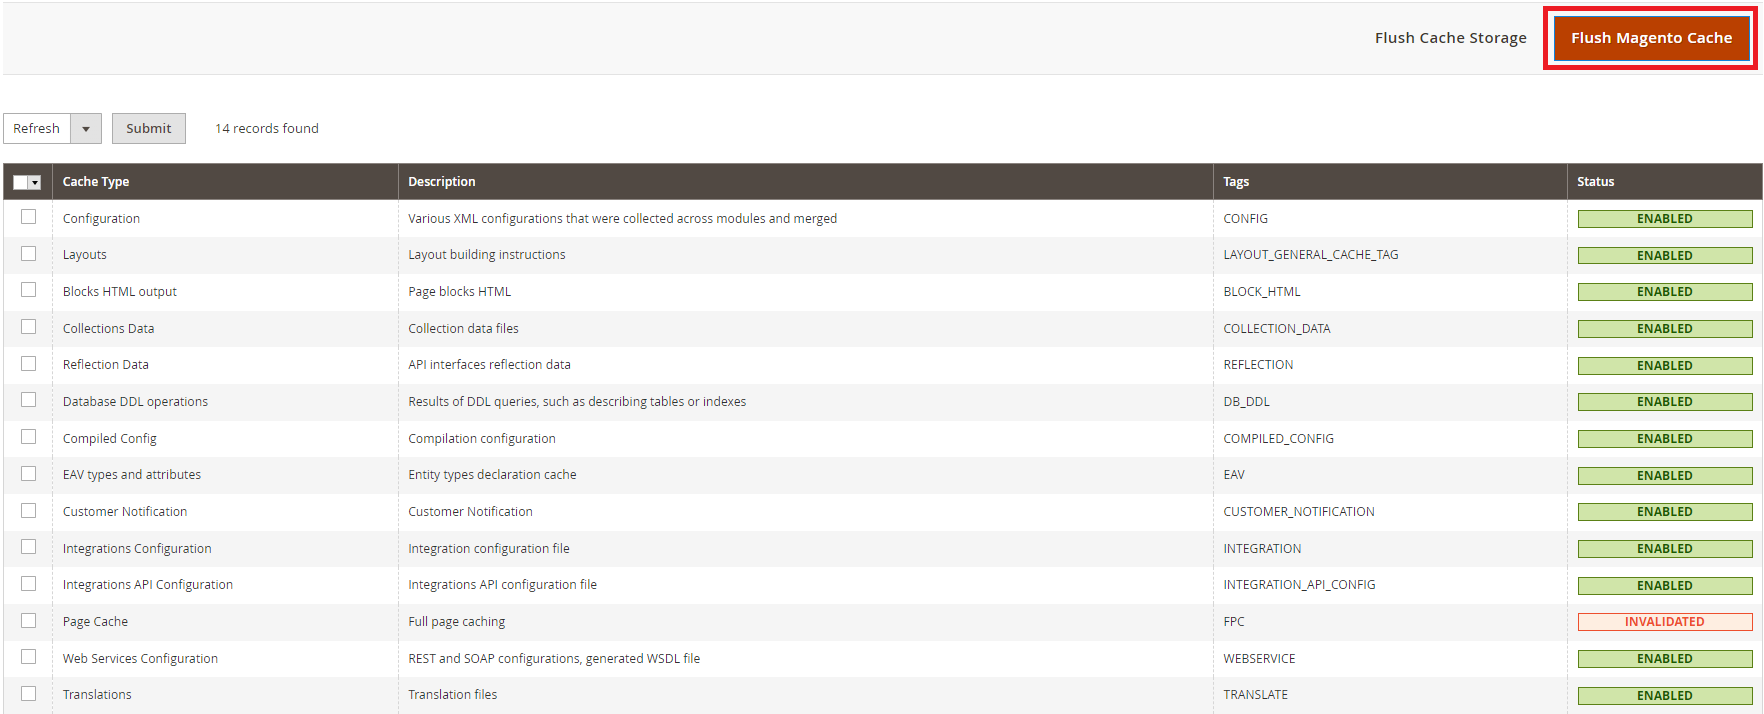 Flush Cache Storage Flush Magento Cache
Refresh Submit 14 records found
Cache Type Description Tags Status
Configuration Various XML configurations that were collected across modules and merged CONFIG ENABLED
Layouts Layout building instructions LAYOUT_GENERAL_CACHE_TAG ENABLED
Blocks HTML output Page blocks HTML BLOCK_HTML ENABLED
Collections Data Collection data files COLLECTION_DATA ENABLED
Reflection Data API interfaces reflection data REFLECTION ENABLED
Database DDL operations Results of DDL queries, such as describing tables or indexes DB_DDL ENABLED
Compiled Config Compilation configuration COMPILED_CONFIG ENABLED
EAV types and attributes Entity types declaration cache EAV ENABLED
Customer Notification Customer Notification CUSTOMER_NOTIFICATION ENABLED
Integrations Configuration Integration configuration file INTEGRATION ENABLED
Integrations API Configuration Integrations API configuration file INTEGRATION_API_CONFIG ENABLED
Page Cache Full page caching FPC INVALIDATED
Web Services Configuration REST and SOAP configurations, generated WSDL file WEBSERVICE ENABLED
Translations Translation files TRANSLATE ENABLED